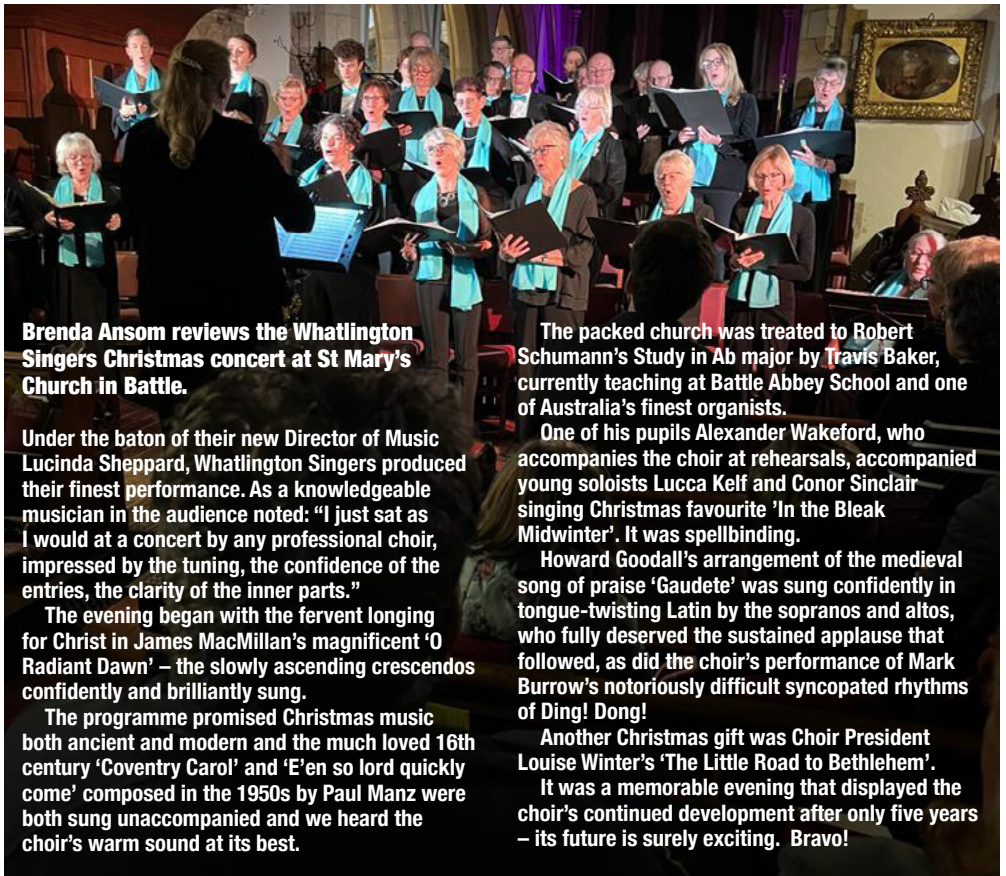 Brenda Ansom reviews the Whatlington
Singers Christmas concert at St Mary’s
Church in Battle.
Under the baton of their new Director of Music
Lucinda Sheppard, Whatlington Singers produced
their finest performance. As a knowledgeable
musician in the audience noted: “I just sat as
I would at a concert by any professional choir,
impressed by the tuning, the confidence of the
entries, the clarity of the inner parts.”
The evening began with the fervent longing
for Christ in James MacMillan’s magnificent ‘O
Radiant Dawn’ – the slowly ascending crescendos
confidently and brilliantly sung.
The programme promised Christmas music
both ancient and modern and the much loved 16th
century ‘Coventry Carol’ and ‘E’en so lord quickly
come’ composed in the 1950s by Paul Manz were
both sung unaccompanied and we heard the
choir’s warm sound at its best.
The packed church was treated to Robert
Schumann’s Study in Ab major by Travis Baker,
currently teaching at Battle Abbey School and one
of Australia’s finest organists.
One of his pupils Alexander Wakeford, who
accompanies the choir at rehearsals, accompanied
young soloists Lucca Kelf and Conor Sinclair
singing Christmas favourite ’In the Bleak
Midwinter’. It was spellbinding.
Howard Goodall’s arrangement of the medieval
song of praise ‘Gaudete’ was sung confidently in
tongue-twisting Latin by the sopranos and altos,
who fully deserved the sustained applause that
followed, as did the choir’s performance of Mark
Burrow’s notoriously difficult syncopated rhythms
of Ding! Dong!
Another Christmas gift was Choir President
Louise Winter’s ‘The Little Road to Bethlehem’.
It was a memorable evening that displayed the
choir’s continued development after only five years
– its future is surely exciting.  Bravo!